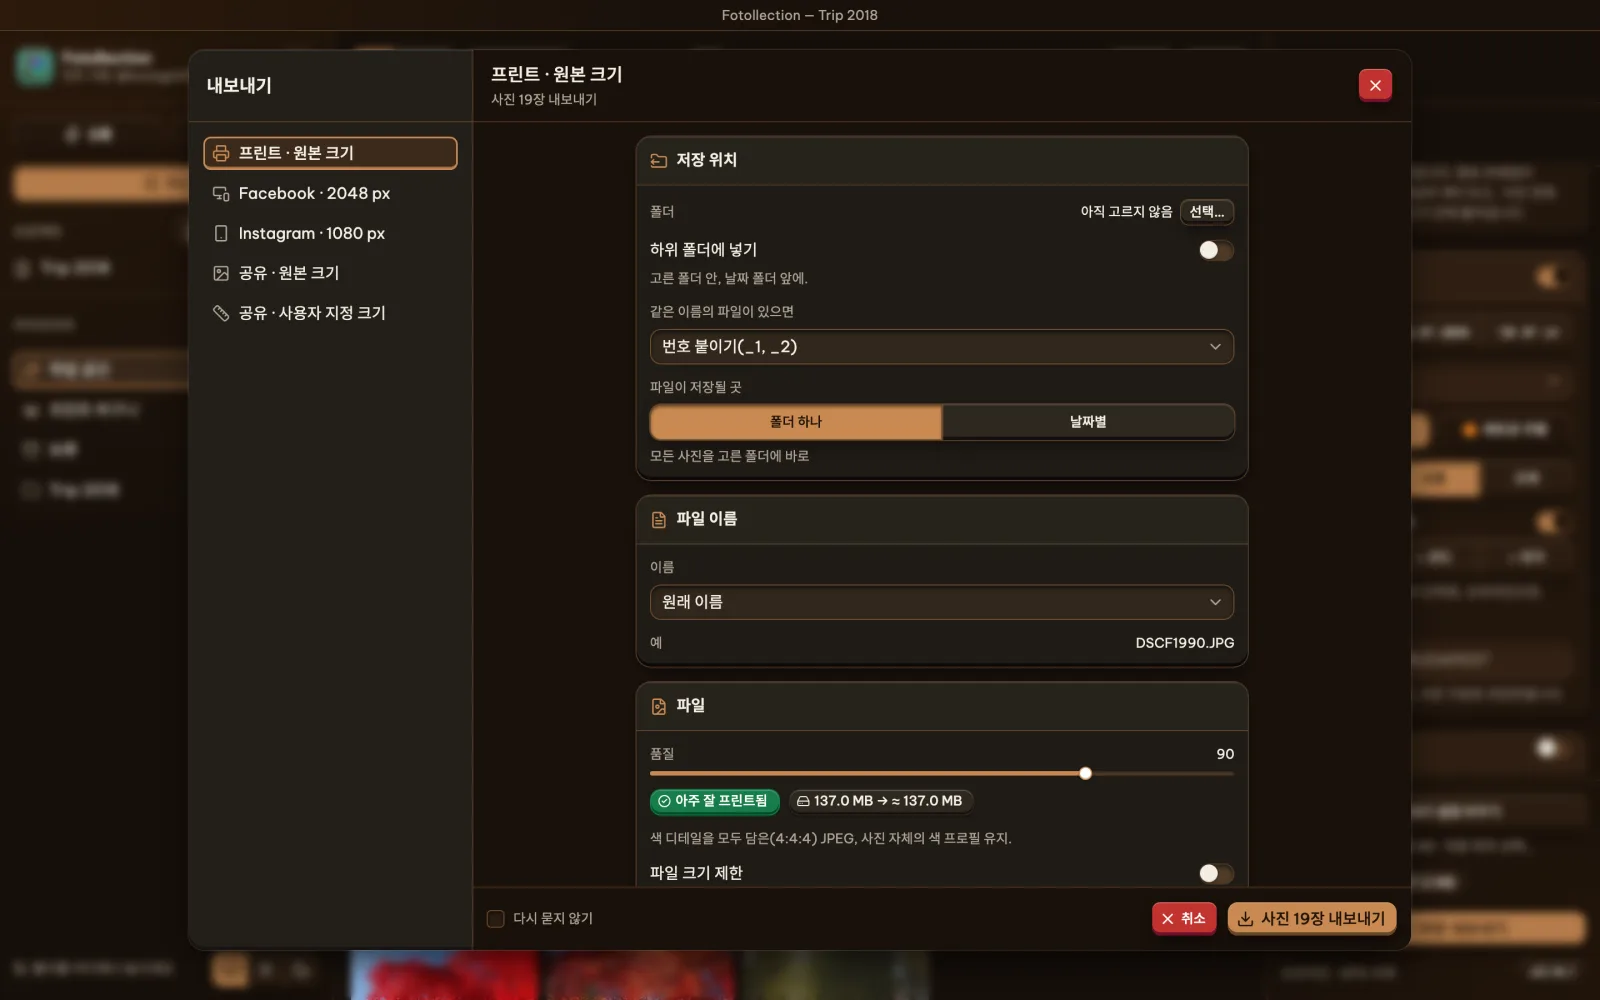 Fotollection — Trip 2018
내보내기
프린트 · 원본 크기
Facebook · 2048 px
Instagram · 1080 px
공유 · 원본 크기
공유 · 사용자 지정 크기
프린트 · 원본 크기
사진 19장 내보내기
저장 위치
폴더
아직 고르지 않음
선택...
하위 폴더에 넣기
고른 폴더 안, 날짜 폴더 앞에.
같은 이름의 파일이 있으면
번호 붙이기(_1, _2)
파일이 저장될 곳
폴더 하나
날짜별
모든 사진을 고른 폴더에 바로
파일 이름
이름
원래 이름
예
DSCF1990.JPG
파일
품질
90
아주 잘 프린트됨
137.0 MB → ≈ 137.0 MB
색 디테일을 모두 담은(4:4:4) JPEG, 사진 자체의 색 프로필 유지.
파일 크기 제한
다시 묻지 않기
취소
사진 19장 내보내기
Trip 2018
Trip 2018